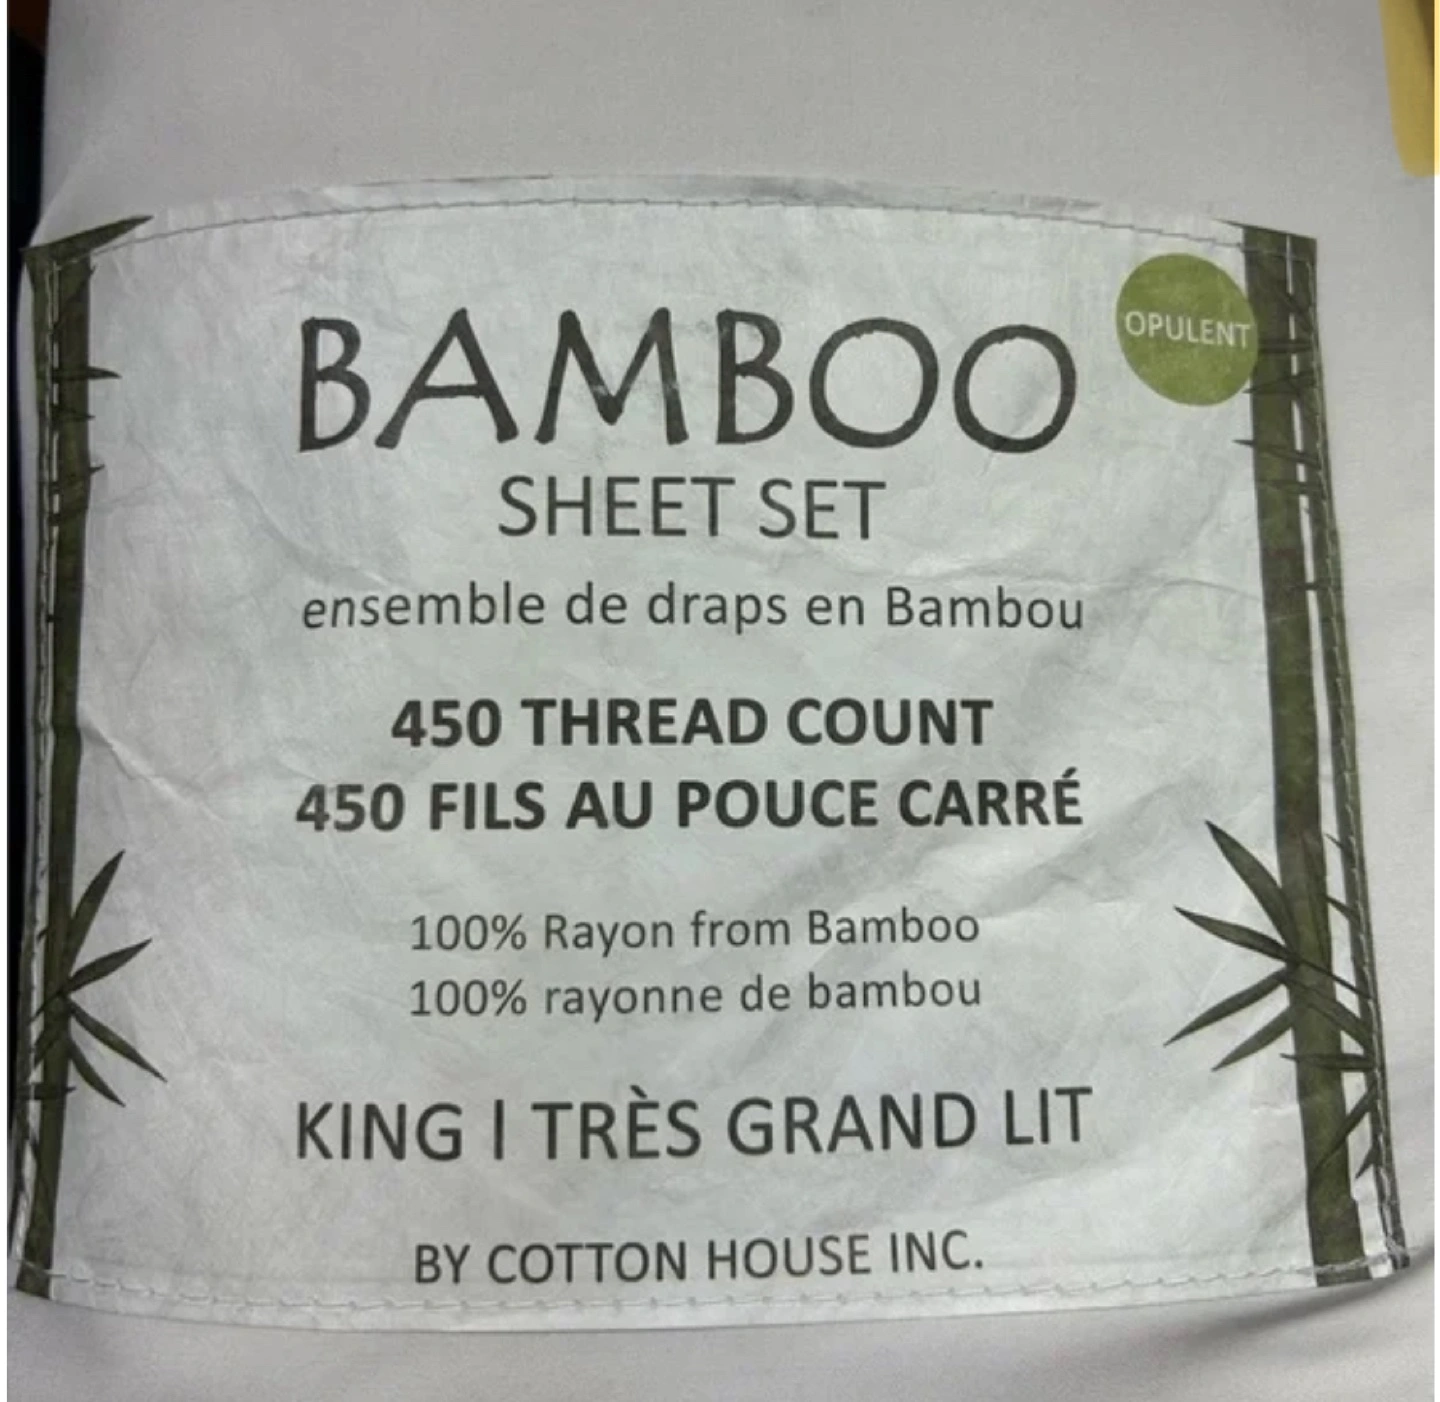 BAMBOO
OPULENT
SHEET SET
ensemble de draps en Bambou
450 THREAD COUNT
450 FILS AU POUCE CARRÉ
100% Rayon from Bamboo
100% rayonne de bambou
KING | TRÈS GRAND LIT
BY COTTON HOUSE INC.